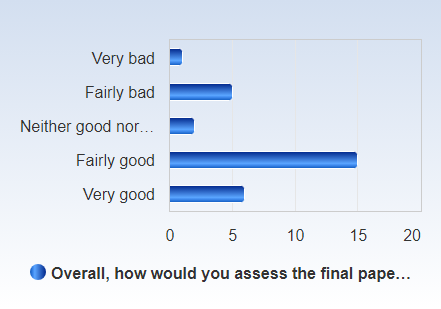 Very bad
Fairly bad
Neither good nor…
Fairly good
Very good
0 5 10 15 20
Overall, how would you assess the final pape…